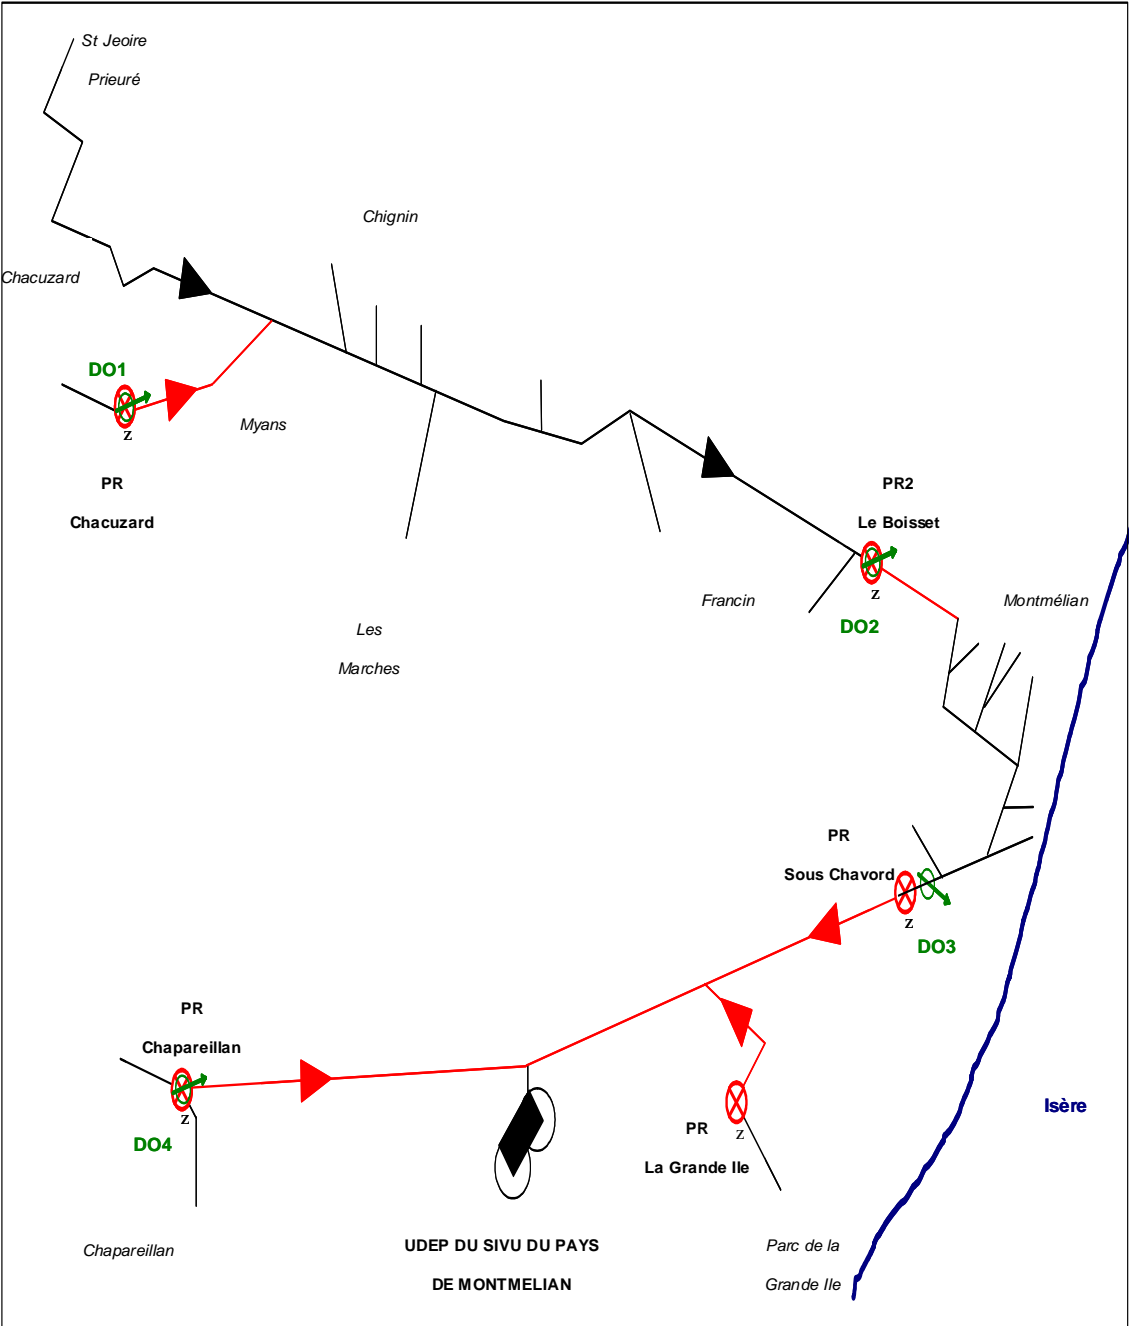 St Jeoire
Prieuré
Chignin
Chacuzard
DO1
z
Myans
PR
Chacuzard
PR2
Le Boisset
z
DO2
Francin
Montmélian
Les
Marches
PR
Sous Chavord
z
DO3
PR
Chapareillan
z
DO4
Isère
PR
z
La Grande Ile
Chapareillan
UDEP DU SIVU DU PAYS
DE MONTMELIAN
Parc de la
Grande Ile